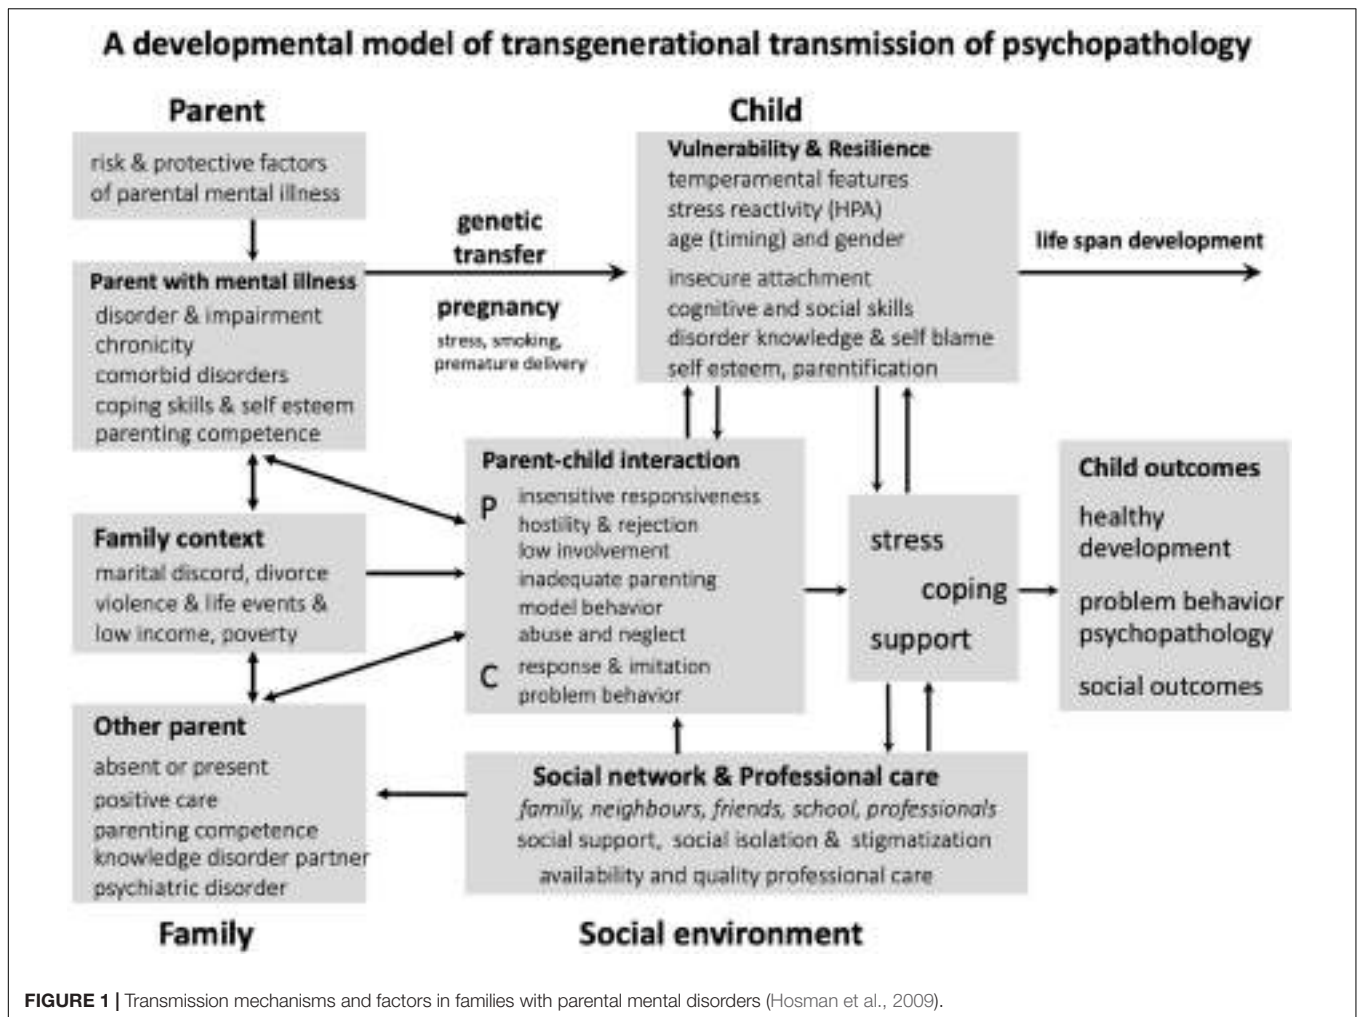 A developmental model of transgenerational transmission of psychopathology
Parent
risk & protective factors
of parental mental illness
Parent with mental illness
disorder & impairment
chronicity
comorbid disorders
coping skills & self esteem
parenting competence
genetic
transfer
pregnancy
stress, smoking,
premature delivery
Child
Vulnerability & Resilience
temperamental features
stress reactivity (HPA)
age (timing) and gender
insecure attachment
cognitive and social skills
disorder knowledge & self blame
self esteem, parentification
life span development
Family context
marital discord, divorce
violence & life events &
low income, poverty
Parent-child interaction
P
insensitive responsiveness
hostility & rejection
low involvement
inadequate parenting
model behavior
abuse and neglect
C
response & imitation
problem behavior
stress
coping
support
Child outcomes
healthy
development
problem behavior
psychopathology
social outcomes
Other parent
absent or present
positive care
parenting competence
knowledge disorder partner
psychiatric disorder
Social network & Professional care
family, neighbours, friends, school, professionals
social support, social isolation & stigmatization
availability and quality professional care
Family
Social environment
FIGURE 1 | Transmission mechanisms and factors in families with parental mental disorders (Hosman et al., 2009).